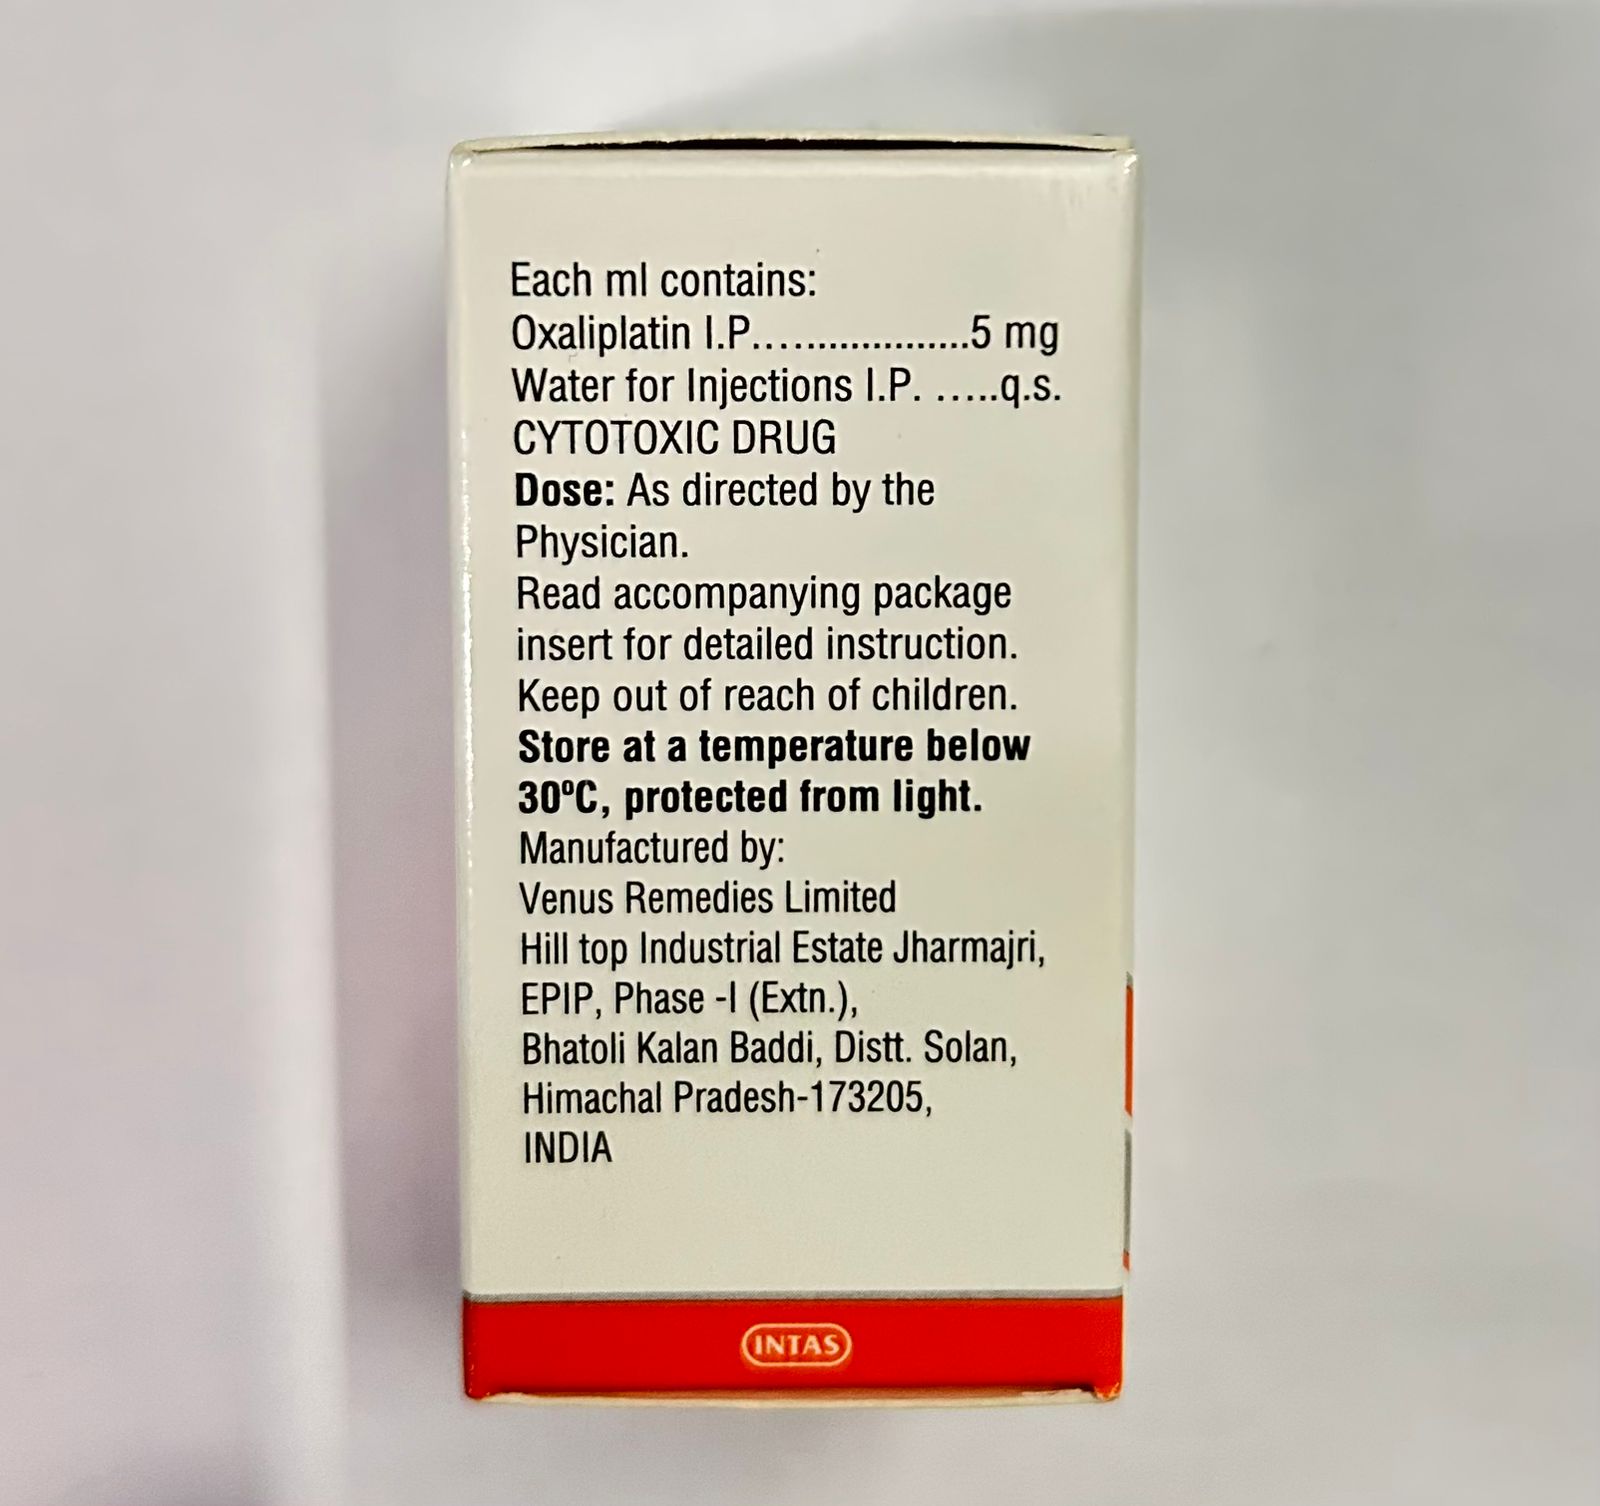 Each ml contains:
Oxaliplatin I.P....................5 mg
Water for Injections I.P. .....q.s.
CYTOTOXIC DRUG
Dose: As directed by the
Physician.
Read accompanying package
insert for detailed instruction.
Keep out of reach of children.
Store at a temperature below
30ºC, protected from light.
Manufactured by:
Venus Remedies Limited
Hill top Industrial Estate Jharmajri,
EPIP, Phase -I (Extn.),
Bhatoli Kalan Baddi, Distt. Solan,
Himachal Pradesh-173205,
INDIA
INTAS